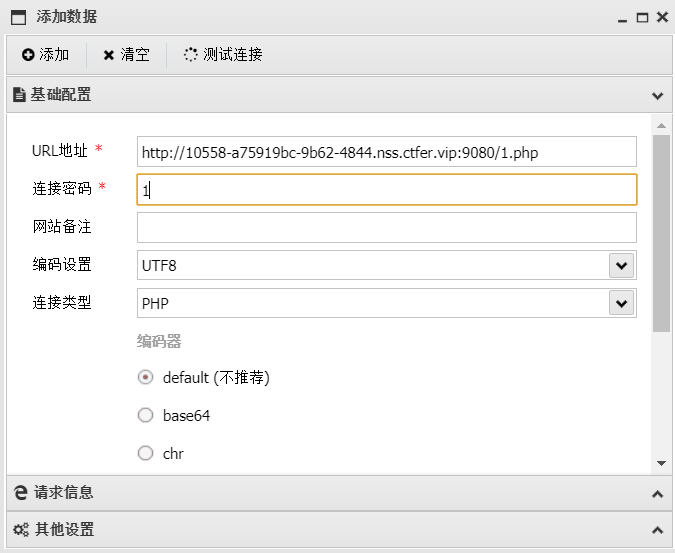 添加数据
添加 清空 测试连接
基础配置
URL地址 * http://10558-a75919bc-9b62-4844.nss.ctfer.vip:9080/1.php
连接密码 * 1
网站备注
编码设置 UTF8
连接类型 PHP
编码器
default (不推荐)
base64
chr
请求信息
其他设置